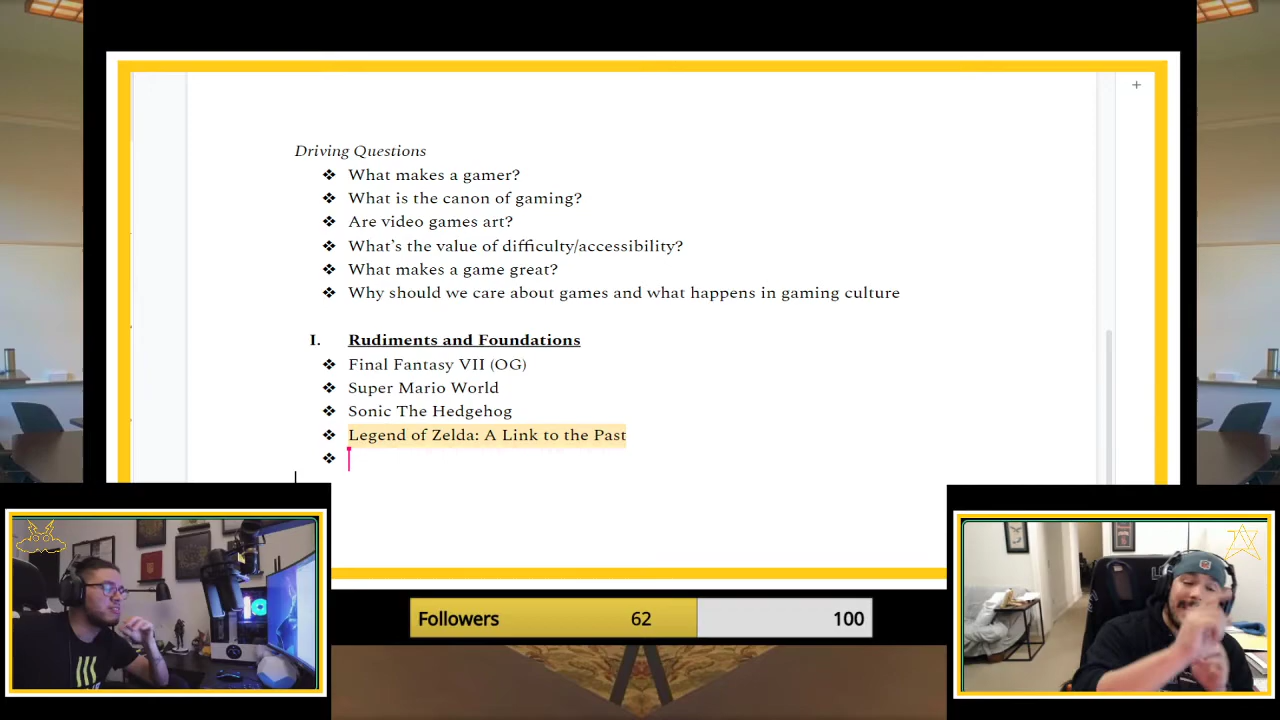 Driving Questions
❖ What makes a gamer?
❖ What is the canon of gaming?
❖ Are video games art?
❖ What's the value of difficulty/accessibility?
❖ What makes a game great?
❖ Why should we care about games and what happens in gaming culture
I. Rudiments and Foundations
❖ Final Fantasy VII (OG)
❖ Super Mario World
❖ Sonic The Hedgehog
❖ Legend of Zelda: A Link to the Past
❖
Followers 62 100